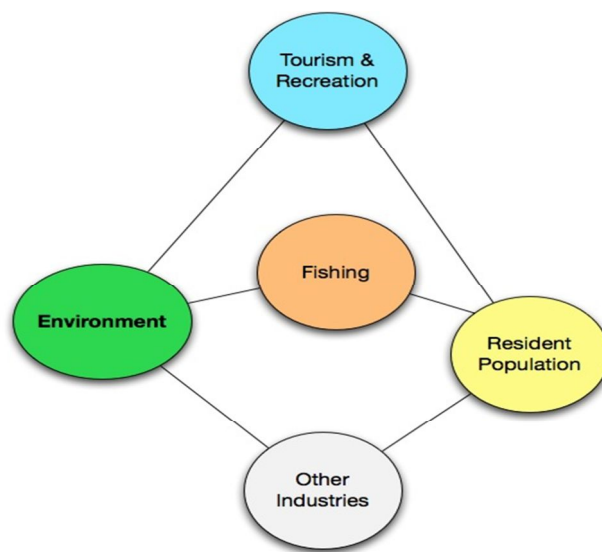 Tourism &
Recreation
Fishing
Environment
Resident
Population
Other
Industries